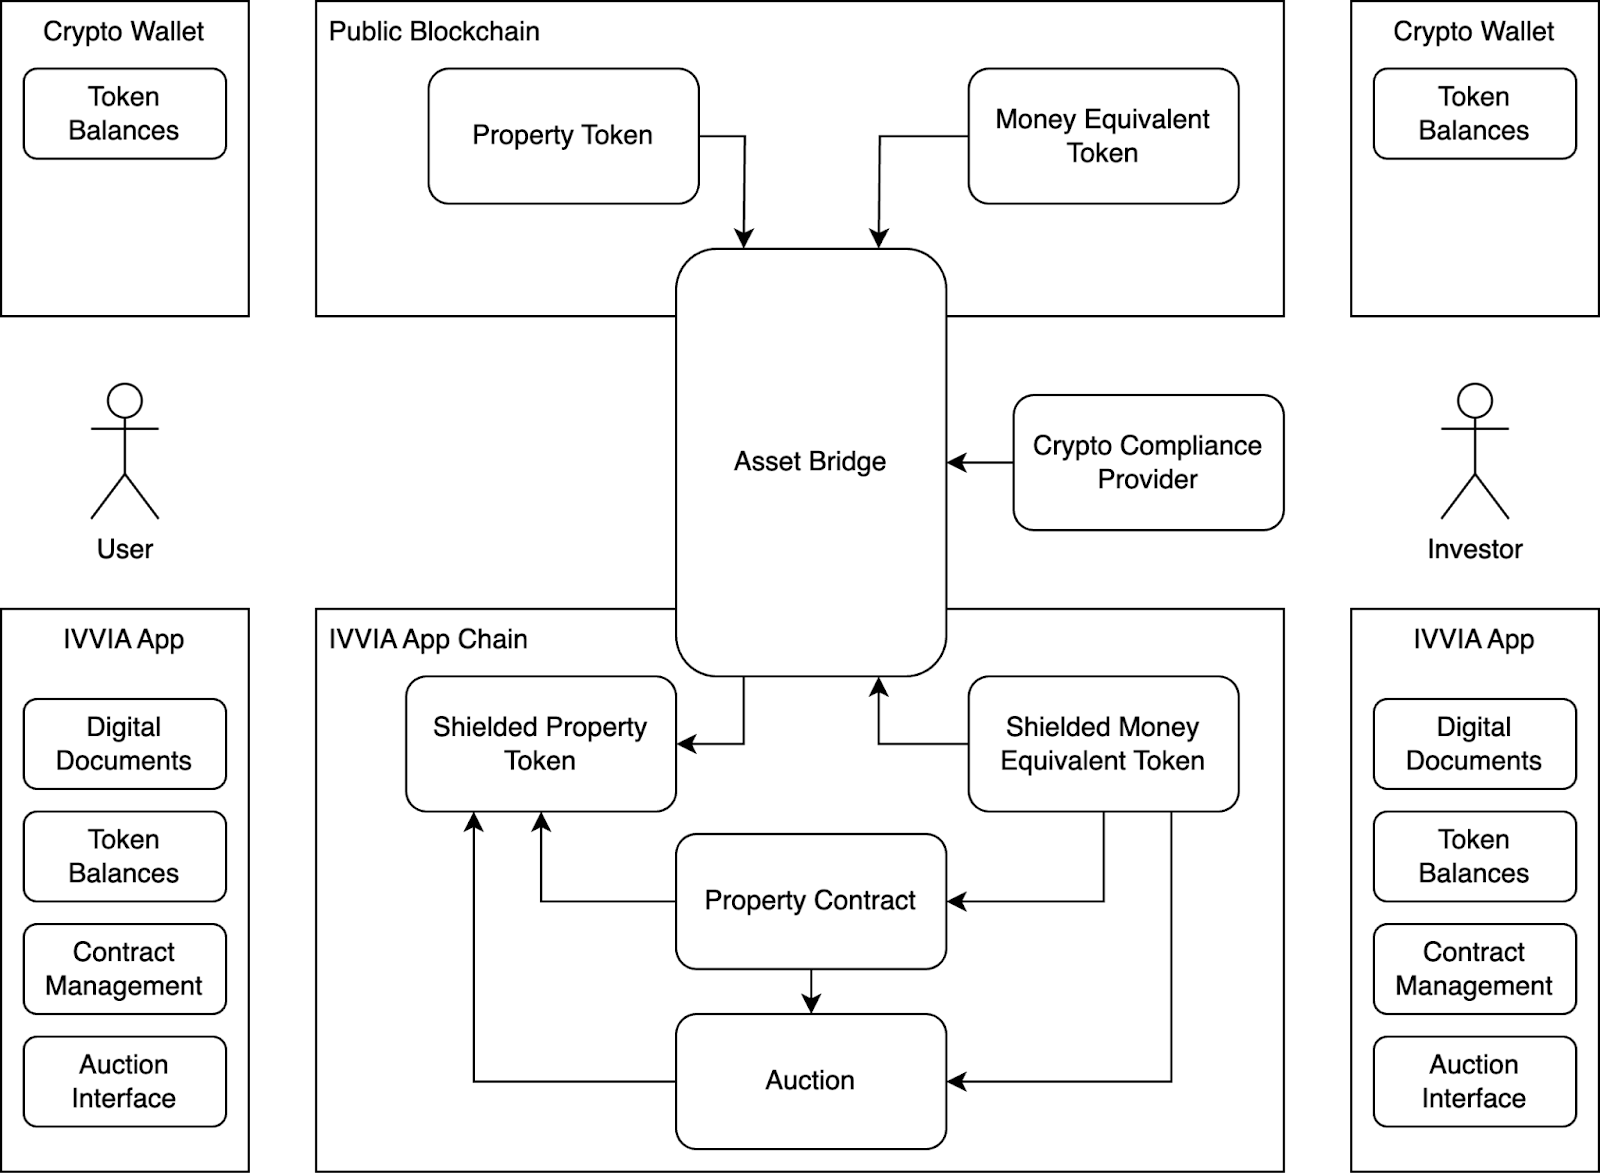 Crypto Wallet
Token
Balances
Public Blockchain
Property Token
Money Equivalent
Token
Crypto Wallet
Token
Balances
Asset Bridge
Crypto Compliance
Provider
User
Investor
IVVIA App
Digital
Documents
Token
Balances
Contract
Management
Auction
Interface
IVVIA App Chain
Shielded Property
Token
Shielded Money
Equivalent Token
Property Contract
Auction
IVVIA App
Digital
Documents
Token
Balances
Contract
Management
Auction
Interface